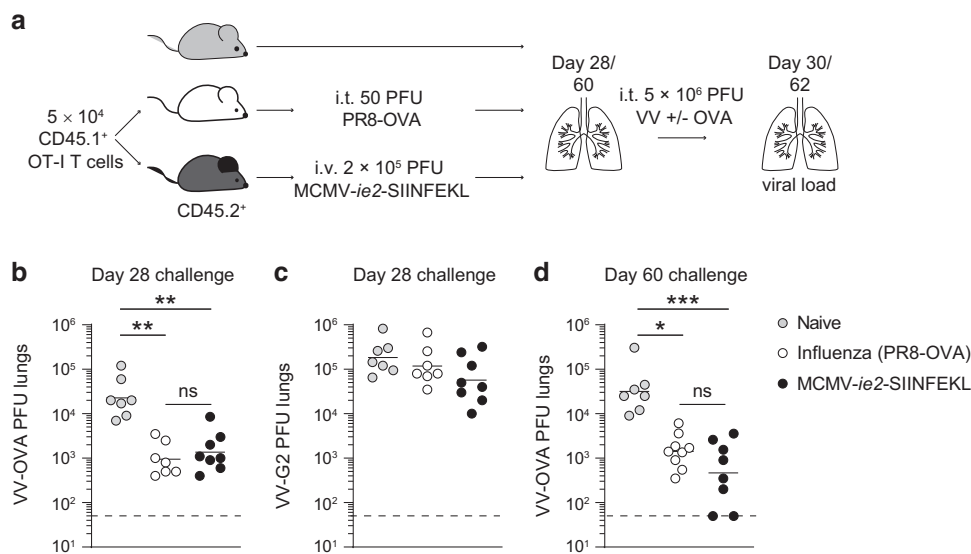 a
5 × 10⁴
CD45.1⁺
OT-I T cells
i.t. 50 PFU
PR8-OVA
i.v. 2 × 10⁵ PFU
MCMV-ie2-SIINFEKL
CD45.2⁺
Day 28/
60
i.t. 5 × 10⁶ PFU
VV +/- OVA
Day 30/
62
viral load
b
Day 28 challenge
VV-OVA PFU lungs
10⁶
10⁵
10⁴
10³
10²
10¹
**
**
ns
c
Day 28 challenge
VV-G2 PFU lungs
10⁶
10⁵
10⁴
10³
10²
10¹
d
Day 60 challenge
VV-OVA PFU lungs
10⁶
10⁵
10⁴
10³
10²
10¹
***
*
ns
Naive
Influenza (PR8-OVA)
MCMV-ie2-SIINFEKL